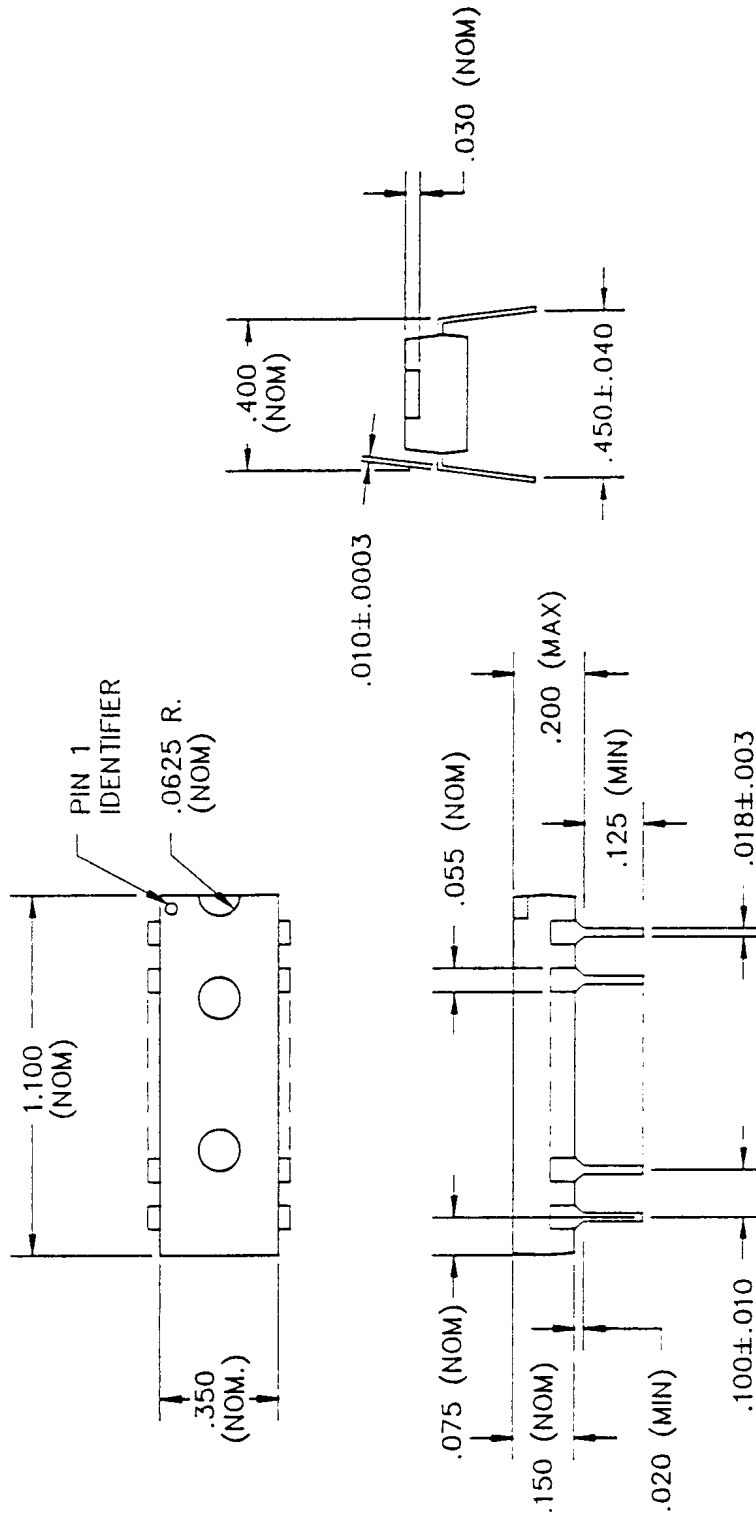 1.100
(NOM)
PIN 1
IDENTIFIER
.0625 R.
(NOM)
.350
(NOM.)
.400
(NOM)
.030 (NOM)
.010±.0003
.450±.040
.075 (NOM)
.055 (NOM)
.200 (MAX)
.150 (NOM)
.125 (MIN)
.020 (MIN)
.100±.010
.018±.003